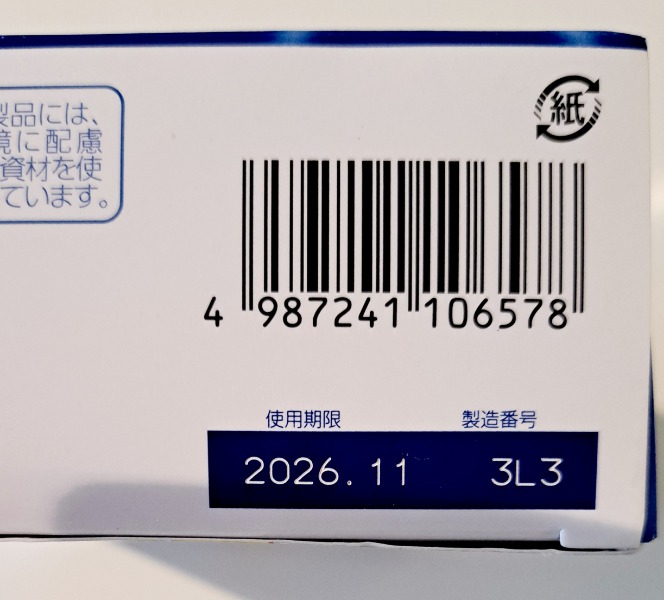 製品には、
境に配慮
資材を使
ています。
紙
4 987241 106578
使用期限 製造番号
2026.11 3L3